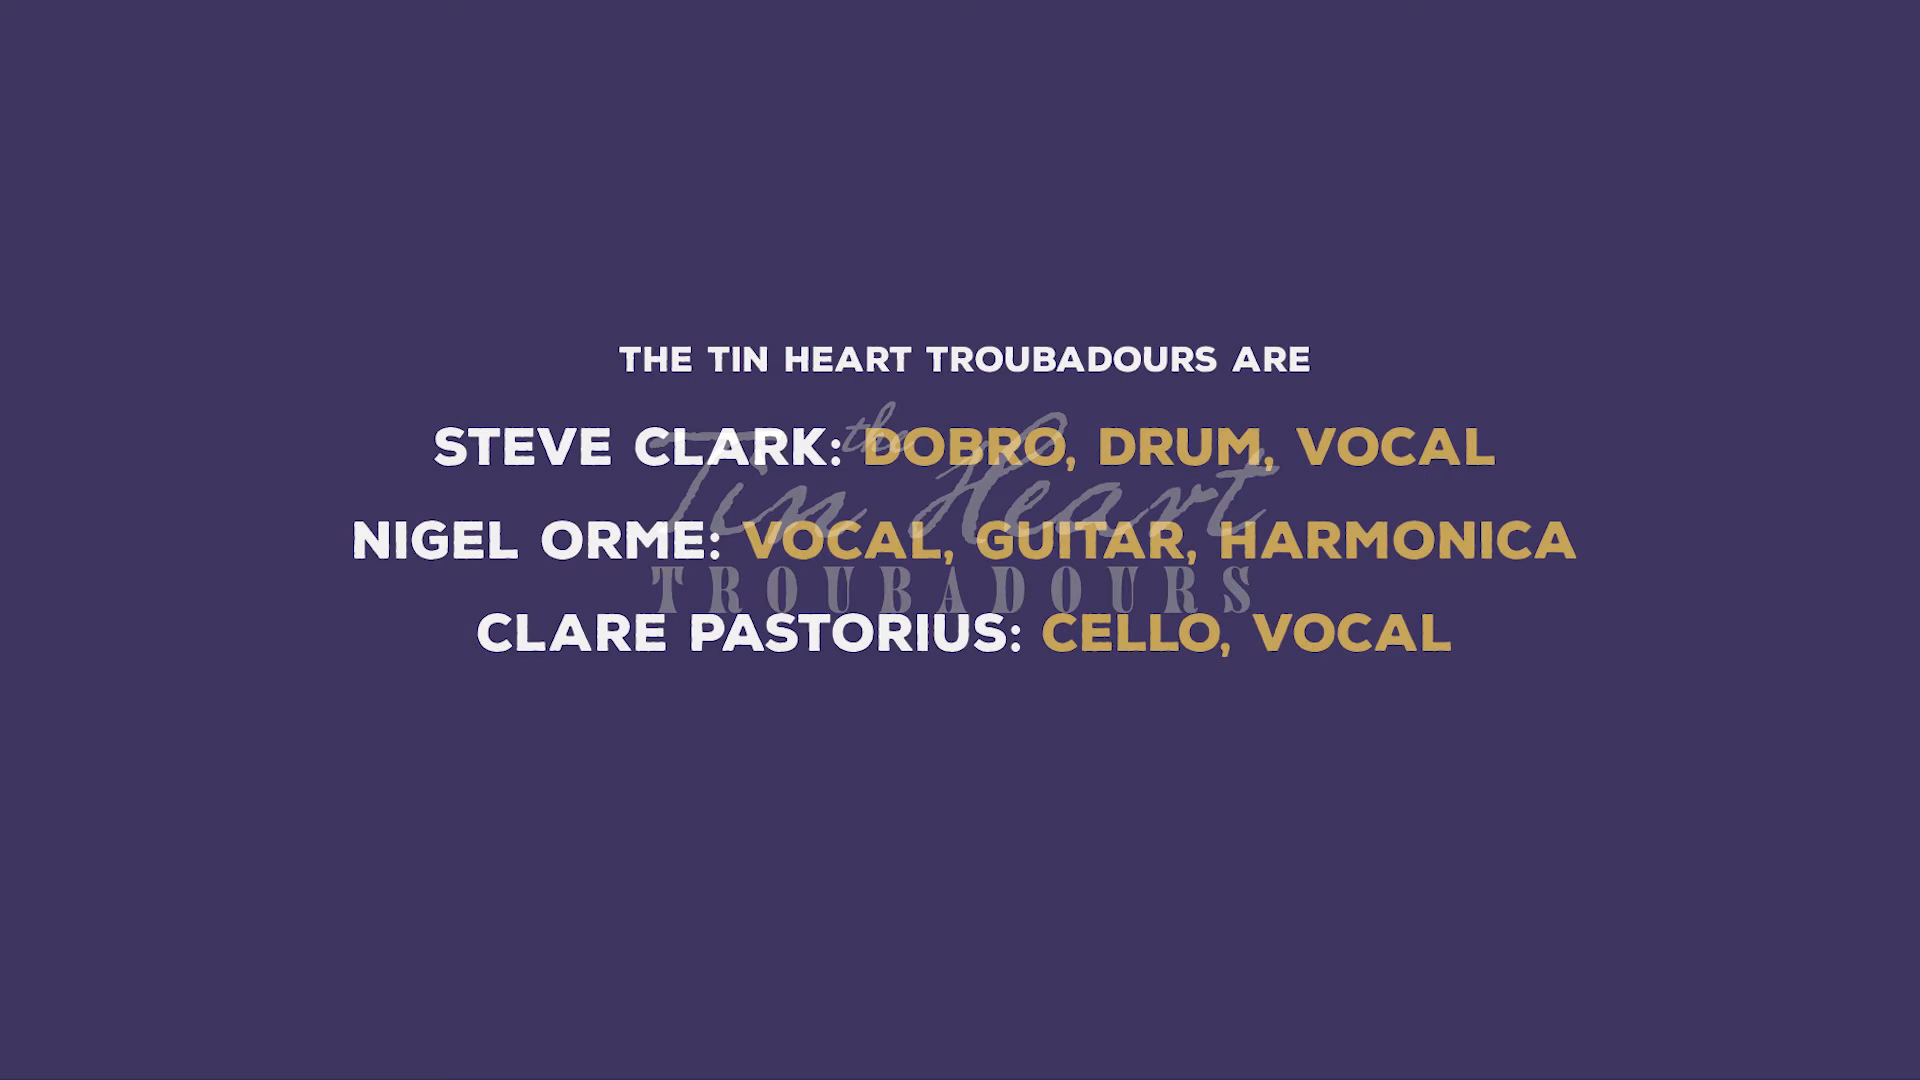 THE TIN HEART TROUBADOURS ARE
STEVE CLARK: DOBRO, DRUM, VOCAL
NIGEL ORME: VOCAL, GUITAR, HARMONICA
CLARE PASTORIUS: CELLO, VOCAL
the
Tin Heart
TROUBADOURS